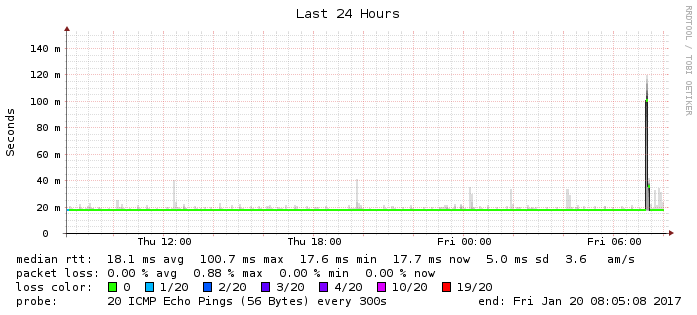 Last 24 Hours
RRDTOOL / TOBI OETIKER
Seconds
140 m
120 m
100 m
80 m
60 m
40 m
20 m
0
Thu 12:00 Thu 18:00 Fri 00:00 Fri 06:00
median rtt: 18.1 ms avg 100.7 ms max 17.6 ms min 17.7 ms now 5.0 ms sd 3.6 am/s
packet loss: 0.00 % avg 0.88 % max 0.00 % min 0.00 % now
loss color: 0 1/20 2/20 3/20 4/20 10/20 19/20
probe: 20 ICMP Echo Pings (56 Bytes) every 300s end: Fri Jan 20 08:05:08 2017